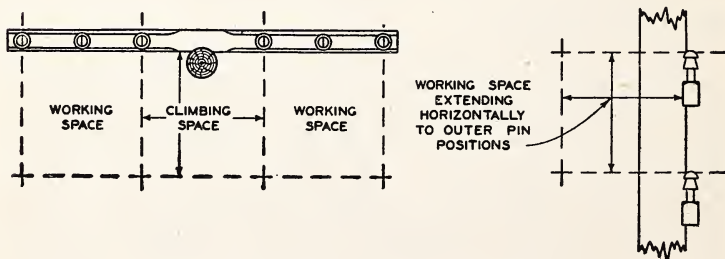 WORKING
SPACE
CLIMBING
SPACE
WORKING
SPACE
WORKING SPACE
EXTENDING
HORIZONTALLY
TO OUTER PIN
POSITIONS